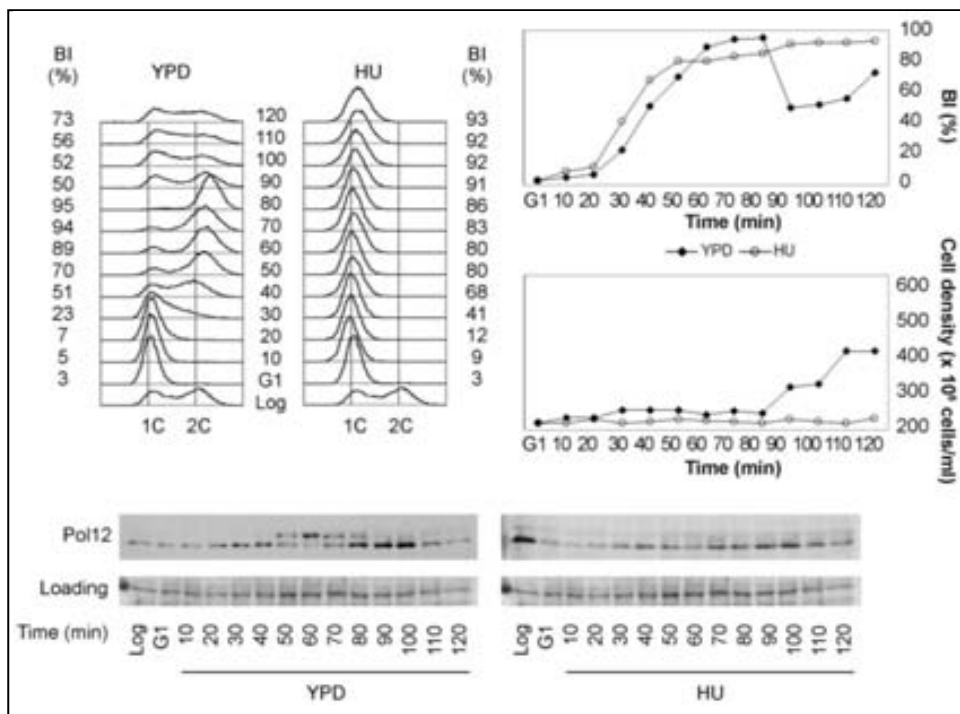 BI
(%)
YPD
HU
BI
(%)
73 120 93
56 110 92
52 100 92
50 90 91
95 80 86
94 70 83
89 60 80
70 50 80
51 40 68
23 30 41
7 20 12
5 10 9
3 G1 3
Log
1C 2C
1C 2C
100
80
60
40
20
0
BI (%)
G1 10 20 30 40 50 60 70 80 90 100 110 120
Time (min)
YPD HU
600
500
400
300
200
Cell density (x cells/ml)
G1 10 20 30 40 50 60 70 80 90 100 110 120
Time (min)
Pol12
Loading
Time (min) Log G1 10 20 30 40 50 60 70 80 90 100 110 120
YPD
Log G1 10 20 30 40 50 60 70 80 90 100 110 120
HU